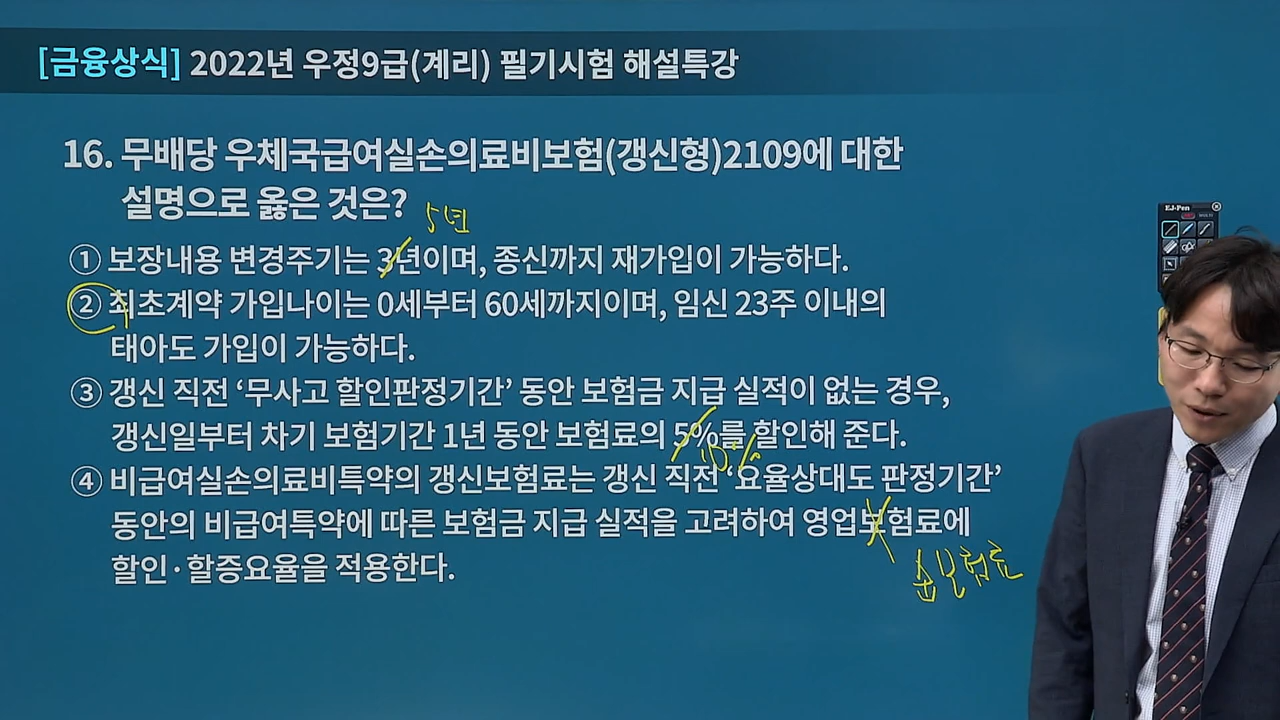 [금융상식] 2022년 우정9급(계리) 필기시험 해설특강
16. 무배당 우체국급여실손의료비보험(갱신형)2109에 대한
설명으로 옳은 것은?
5년
① 보장내용 변경주기는 3년이며, 종신까지 재가입이 가능하다.
② 최초계약 가입나이는 0세부터 60세까지이며, 임신 23주 이내의
태아도 가입이 가능하다.
③ 갱신 직전 ‘무사고 할인판정기간’ 동안 보험금 지급 실적이 없는 경우,
갱신일부터 차기 보험기간 1년 동안 보험료의 5%를 할인해 준다.
10%
④ 비급여실손의료비특약의 갱신보험료는 갱신 직전 ‘요율상대도 판정기간’
동안의 비급여특약에 따른 보험금 지급 실적을 고려하여 영업보험료에
순보험료
할인·할증요율을 적용한다.
EJ-Pen